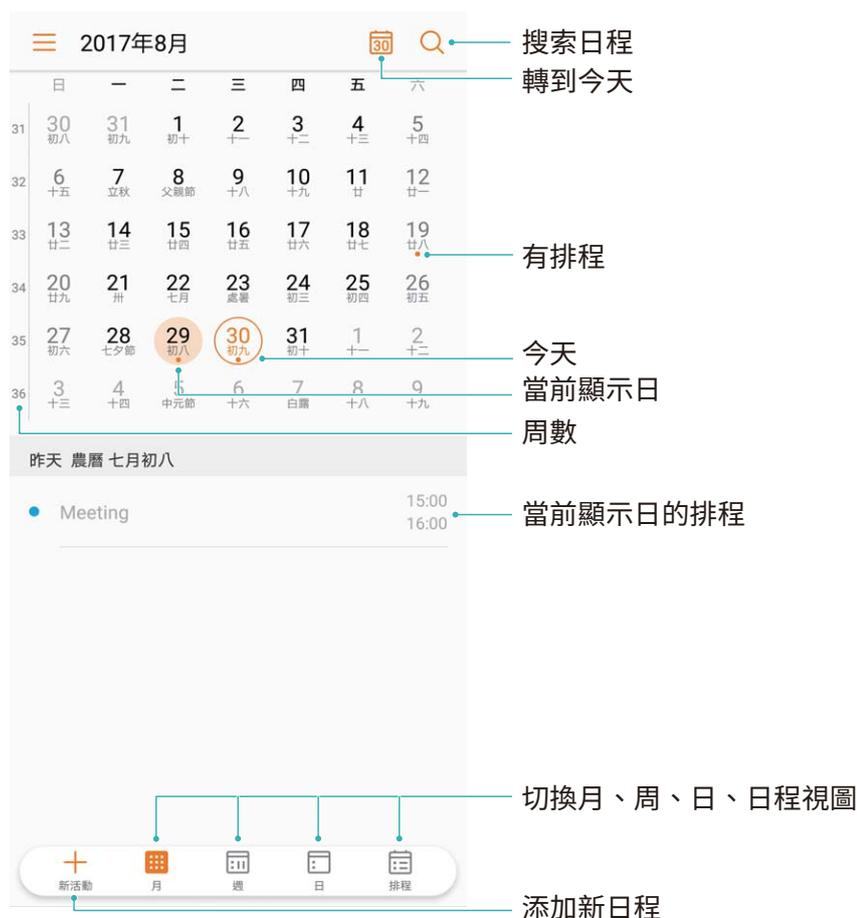 2017年8月
30
搜索日程
轉到今天
日 一 二 三 四 五 六
31 30 31 1 2 3 4 5
初八 初九 初十 十一 十二 十三 十四
32 6 7 8 9 10 11 12
十五 立秋 父親節 十八 十九 廿 廿一
33 13 14 15 16 17 18 19
廿二 廿三 廿四 廿五 廿六 廿七 廿八
有排程
34 20 21 22 23 24 25 26
廿九 卅 七月 處暑 初三 初四 初五
35 27 28 29 30 31 1 2
初六 七夕節 初八 初九 初十 十一 十二
今天
當前顯示日
36 3 4 5 6 7 8 9
十三 十四 中元節 十六 白露 十八 十九
周數
昨天 農曆 七月初八
Meeting 15:00
16:00
當前顯示日的排程
切換月、周、日、日程視圖
新活動 月 週 日 排程
添加新日程